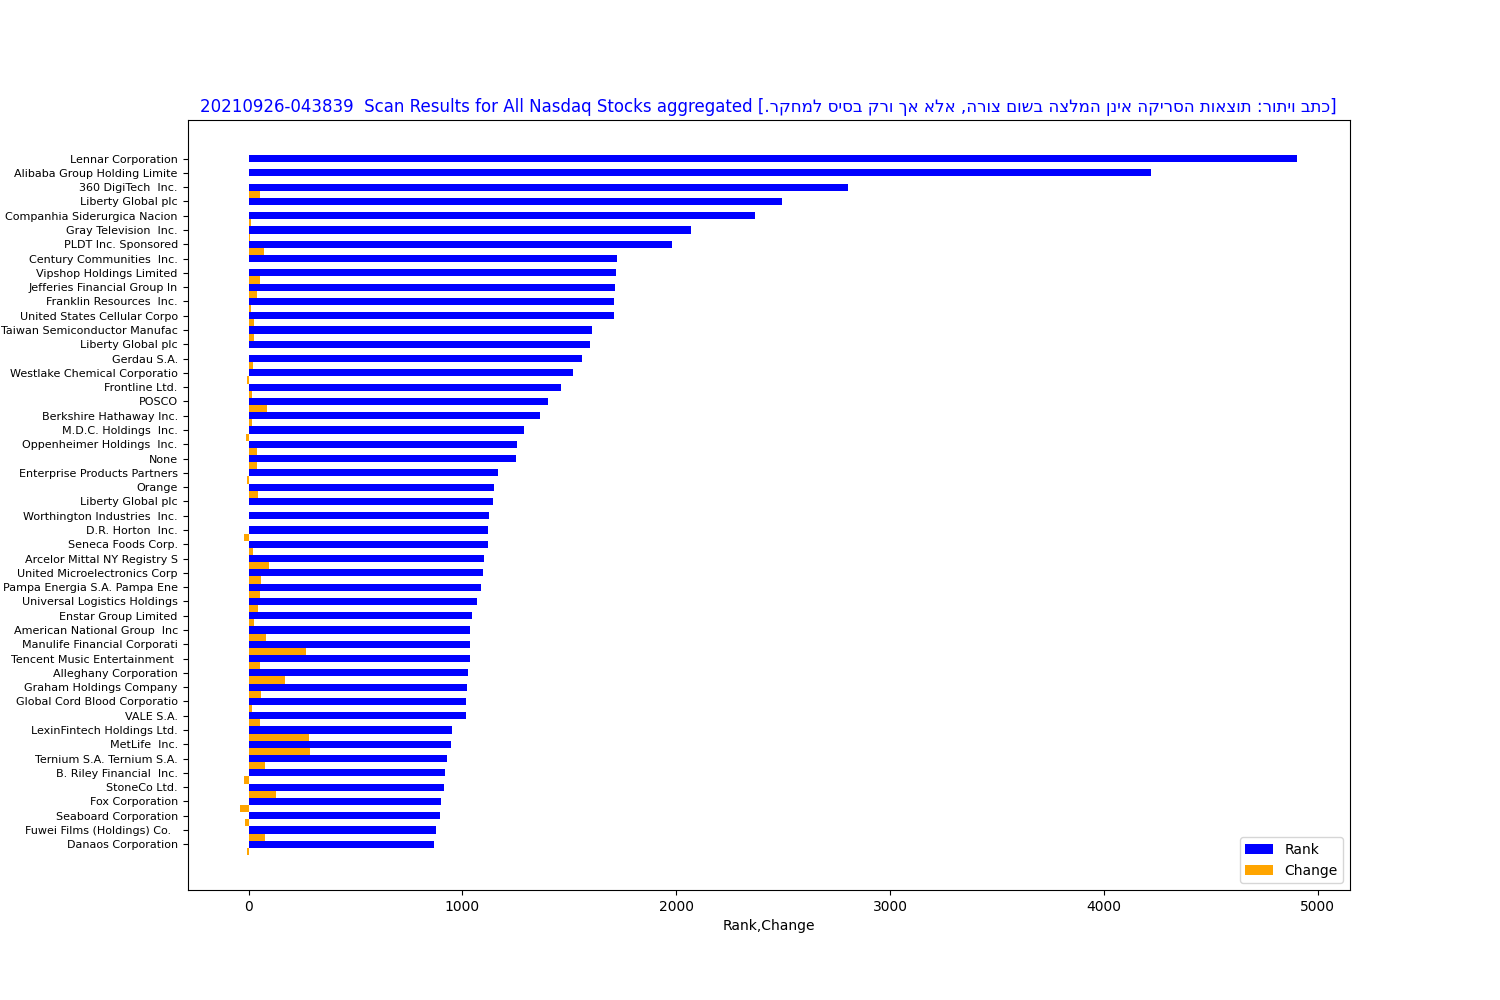 20210926-043839  Scan Results for All Nasdaq Stocks aggregated [כתב ויתור: תוצאות הסריקה אינן המלצה בשום צורה, אלא אך ורק בסיס למחקר.]
Lennar Corporation
Alibaba Group Holding Limite
360 DigiTech  Inc.
Liberty Global plc
Companhia Siderurgica Nacion
Gray Television  Inc.
PLDT Inc. Sponsored
Century Communities  Inc.
Vipshop Holdings Limited
Jefferies Financial Group In
Franklin Resources  Inc.
United States Cellular Corpo
Taiwan Semiconductor Manufac
Liberty Global plc
Gerdau S.A.
Westlake Chemical Corporatio
Frontline Ltd.
POSCO
Berkshire Hathaway Inc.
M.D.C. Holdings  Inc.
Oppenheimer Holdings  Inc.
None
Enterprise Products Partners
Orange
Liberty Global plc
Worthington Industries  Inc.
D.R. Horton  Inc.
Seneca Foods Corp.
Arcelor Mittal NY Registry S
United Microelectronics Corp
Pampa Energia S.A. Pampa Ene
Universal Logistics Holdings
Enstar Group Limited
American National Group  Inc
Manulife Financial Corporati
Tencent Music Entertainment
Alleghany Corporation
Graham Holdings Company
Global Cord Blood Corporatio
VALE S.A.
LexinFintech Holdings Ltd.
MetLife  Inc.
Ternium S.A. Ternium S.A.
B. Riley Financial  Inc.
StoneCo Ltd.
Fox Corporation
Seaboard Corporation
Fuwei Films (Holdings) Co.
Danaos Corporation
Rank
Change
0 1000 2000 3000 4000 5000
Rank,Change